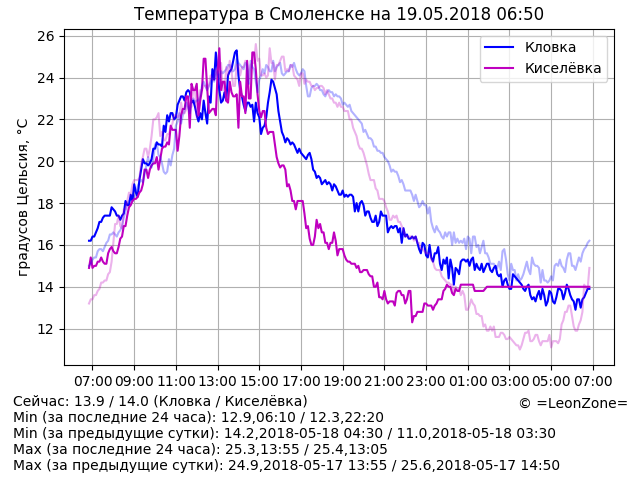 Температура в Смоленске на 19.05.2018 06:50
26
24
22
20
18
16
14
12
градусов Цельсия, °C
Кловка
Киселёвка
07:00 09:00 11:00 13:00 15:00 17:00 19:00 21:00 23:00 01:00 03:00 05:00 07:00
Сейчас: 13.9 / 14.0 (Кловка / Киселёвка)
© =LeonZone=
Min (за последние 24 часа): 12.9,06:10 / 12.3,22:20
Min (за предыдущие сутки): 14.2,2018-05-18 04:30 / 11.0,2018-05-18 03:30
Max (за последние 24 часа): 25.3,13:55 / 25.4,13:05
Max (за предыдущие сутки): 24.9,2018-05-17 13:55 / 25.6,2018-05-17 14:50